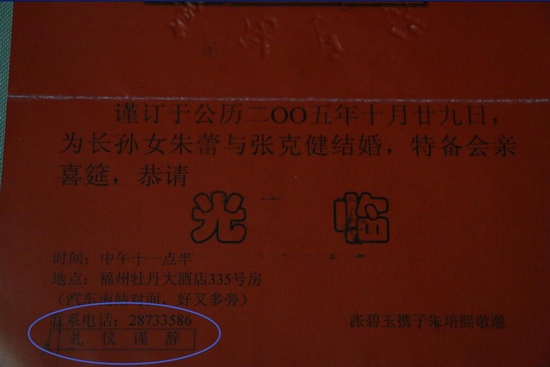 谨订于公历二〇〇五年十月廿九日，
为长孙女朱蕾与张克健结婚，特备会亲
喜筵，恭请
光 临
时间：中午十一点半
地点：福州牡丹大酒店335号房
（汽车南站对面，好又多旁）
联系电话：28733586
张碧玉携子朱培熙敬邀
礼仪谨辞